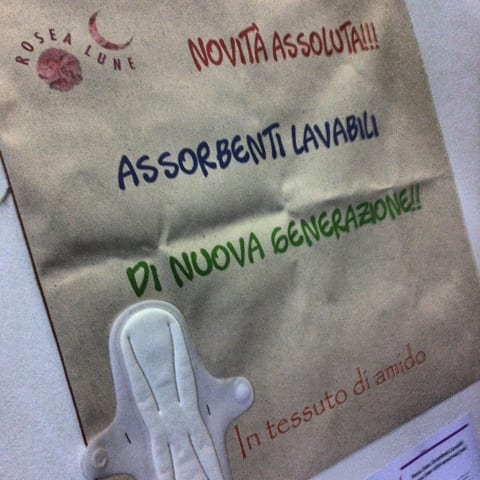 ROSEA LUNE
NOVITÀ ASSOLUTA!!!
ASSORBENTI LAVABILI
DI NUOVA GENERAZIONE!!
In tessuto di amido